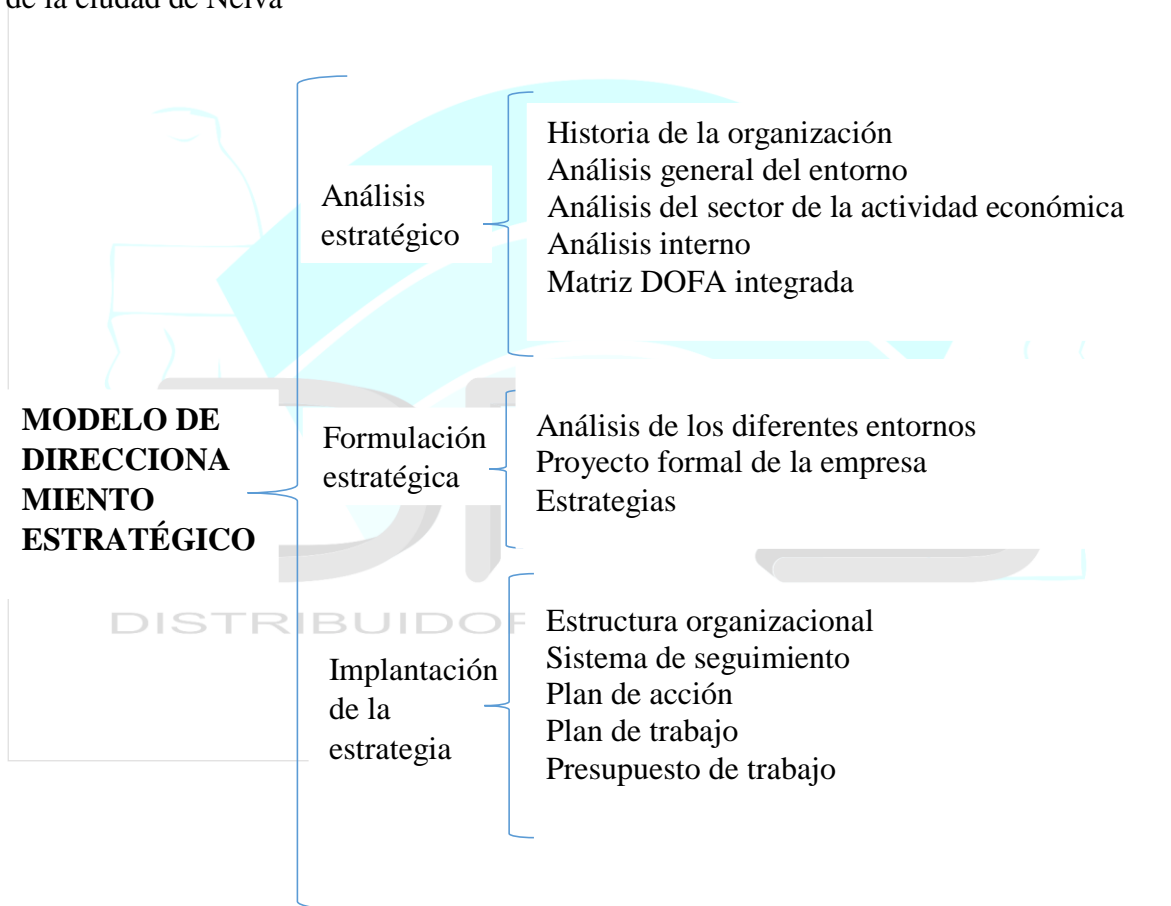 de la ciudad de Neiva
MODELO DE
DIRECCIONA
MIENTO
ESTRATÉGICO
Análisis
estratégico
Historia de la organización
Análisis general del entorno
Análisis del sector de la actividad económica
Análisis interno
Matriz DOFA integrada
Formulación
estratégica
Análisis de los diferentes entornos
Proyecto formal de la empresa
Estrategias
Implantación
de la
estrategia
Estructura organizacional
Sistema de seguimiento
Plan de acción
Plan de trabajo
Presupuesto de trabajo